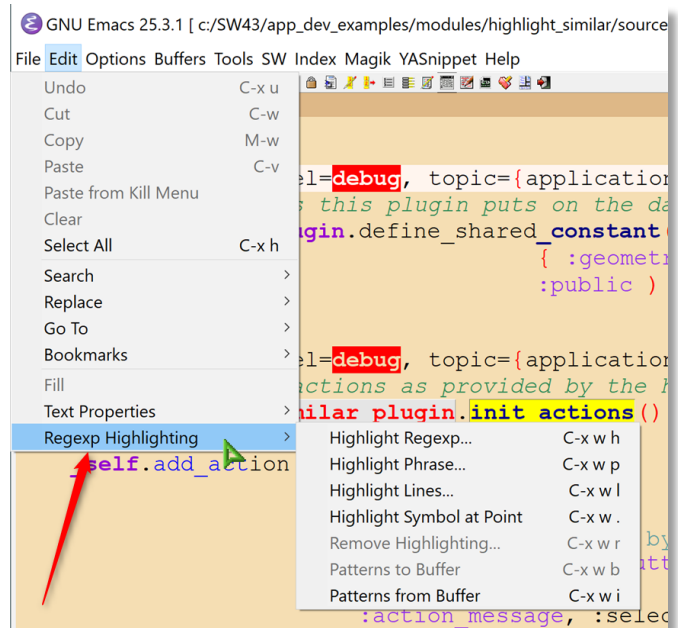 GNU Emacs 25.3.1 [ c:/SW43/app_dev_examples/modules/highlight_similar/source
File Edit Options Buffers Tools SW Index Magik YASnippet Help
Undo C-x u
Cut C-w
Copy M-w
Paste C-v
Paste from Kill Menu
Clear
Select All C-x h
Search
Replace
Go To
Bookmarks
Fill
Text Properties
Regexp Highlighting
el=debug, topic={application
this plugin puts on the da
ugin.define_shared_constant(
{ :geometr
:public )
el=debug, topic={application
actions as provided by the h
milar_plugin.init_actions()
_self.add_action
Highlight Regexp... C-x w h
Highlight Phrase... C-x w p
Highlight Lines... C-x w l
Highlight Symbol at Point C-x w .
Remove Highlighting... C-x w r
Patterns to Buffer C-x w b
Patterns from Buffer C-x w i
by
utt
:action_message, :selec